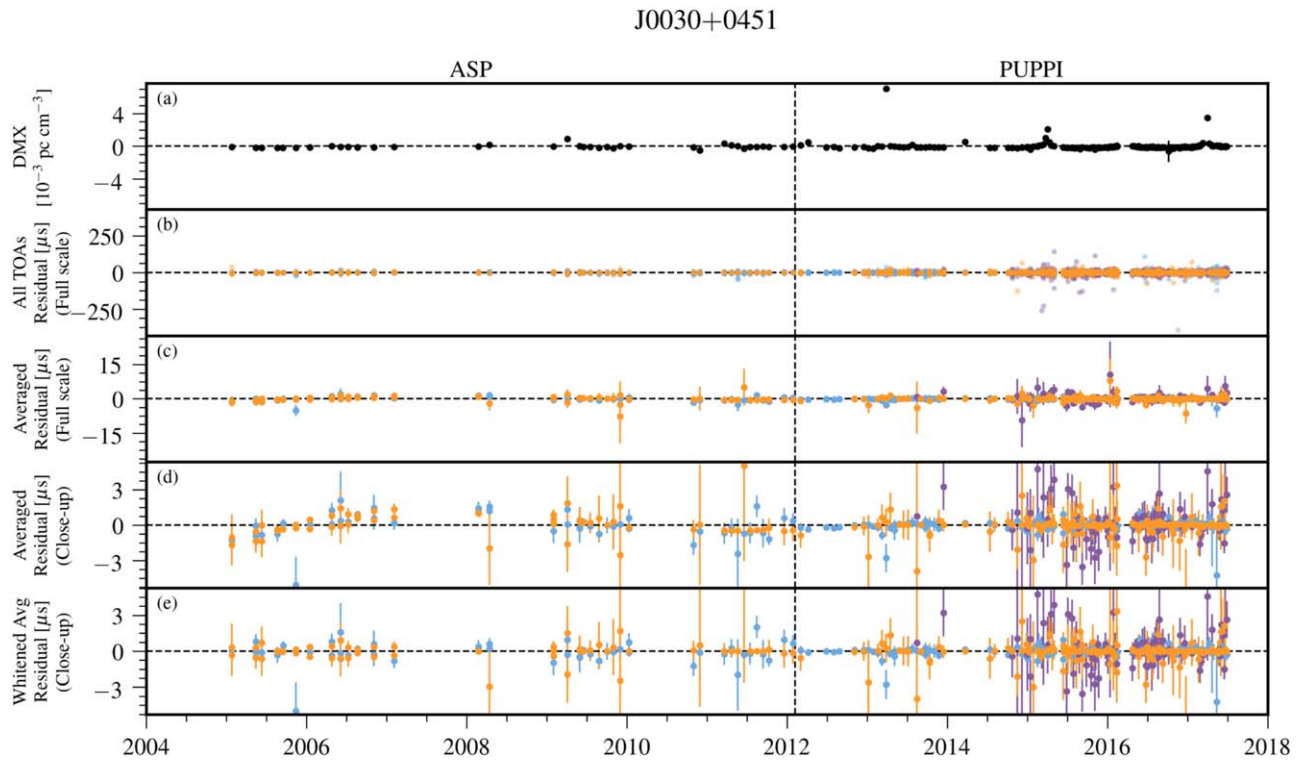 J0030+0451
ASP PUPPI
(a)
DMX
[10⁻³ pc cm⁻³]
4
0
−4
(b)
All TOAs
Residual [μs]
(Full scale)
250
0
−250
(c)
Averaged
Residual [μs]
(Full scale)
15
0
−15
(d)
Averaged
Residual [μs]
(Close-up)
3
0
−3
(e)
Whitened Avg
Residual [μs]
(Close-up)
3
0
−3
2004 2006 2008 2010 2012 2014 2016 2018